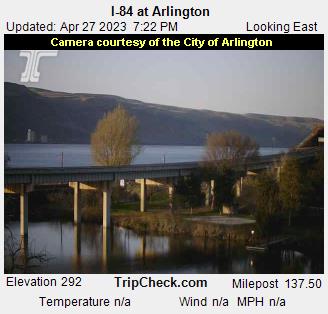 I-84 at Arlington
Updated: Apr 27 2023 7:22 PM Looking East
Camera courtesy of the City of Arlington
Elevation 292 TripCheck.com Milepost 137.50
Temperature n/a Wind n/a MPH n/a